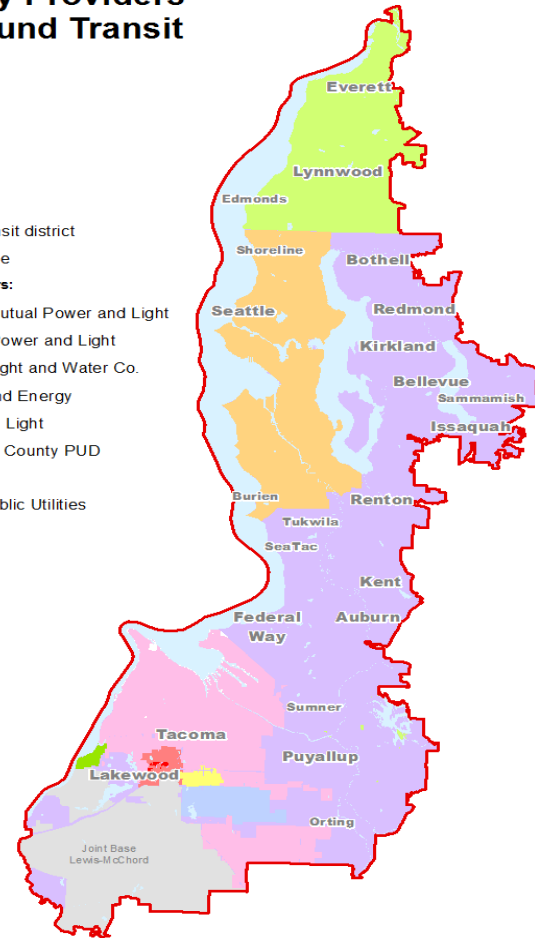 y Providers
und Transit
sit district
e
s:
utual Power and Light
ower and Light
ght and Water Co.
nd Energy
Light
County PUD
blic Utilities
Everett
Lynnwood
Edmonds
Shoreline
Bothell
Seattle
Redmond
Kirkland
Bellevue
Sammamish
Issaquah
Burien
Renton
Tukwila
SeaTac
Kent
Federal
Way
Auburn
Sumner
Tacoma
Puyallup
Lakewood
Orting
Joint Base
Lewis-McChord